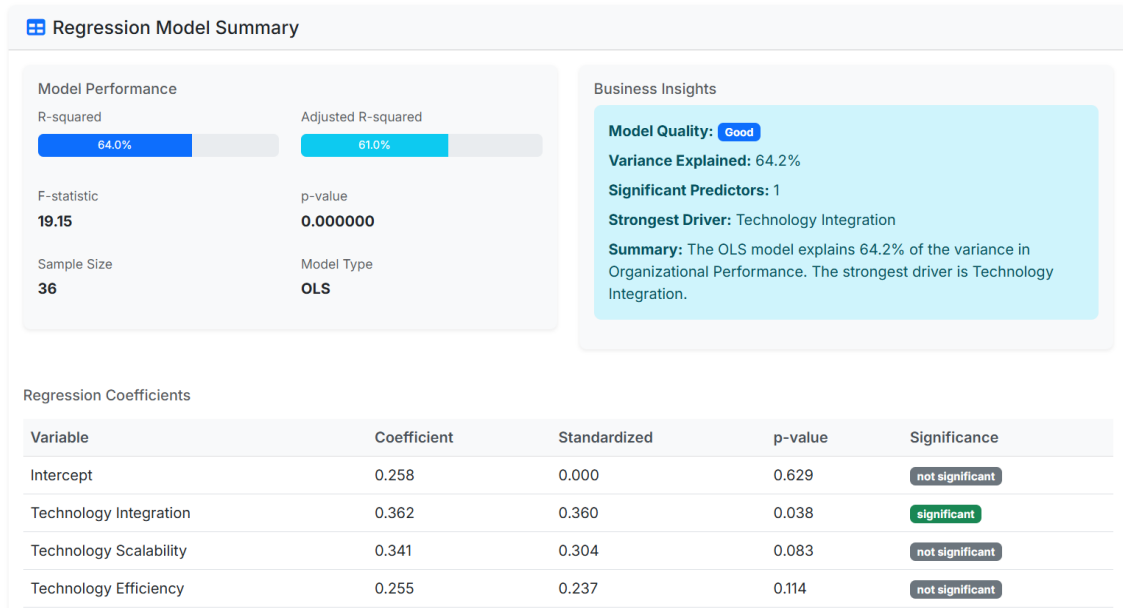 Regression Model Summary
Model Performance
R-squared Adjusted R-squared
64.0% 61.0%
F-statistic p-value
19.15 0.000000
Sample Size Model Type
36 OLS
Business Insights
Model Quality: Good
Variance Explained: 64.2%
Significant Predictors: 1
Strongest Driver: Technology Integration
Summary: The OLS model explains 64.2% of the variance in
Organizational Performance. The strongest driver is Technology
Integration.
Regression Coefficients
Variable Coefficient Standardized p-value Significance
Intercept 0.258 0.000 0.629 not significant
Technology Integration 0.362 0.360 0.038 significant
Technology Scalability 0.341 0.304 0.083 not significant
Technology Efficiency 0.255 0.237 0.114 not significant